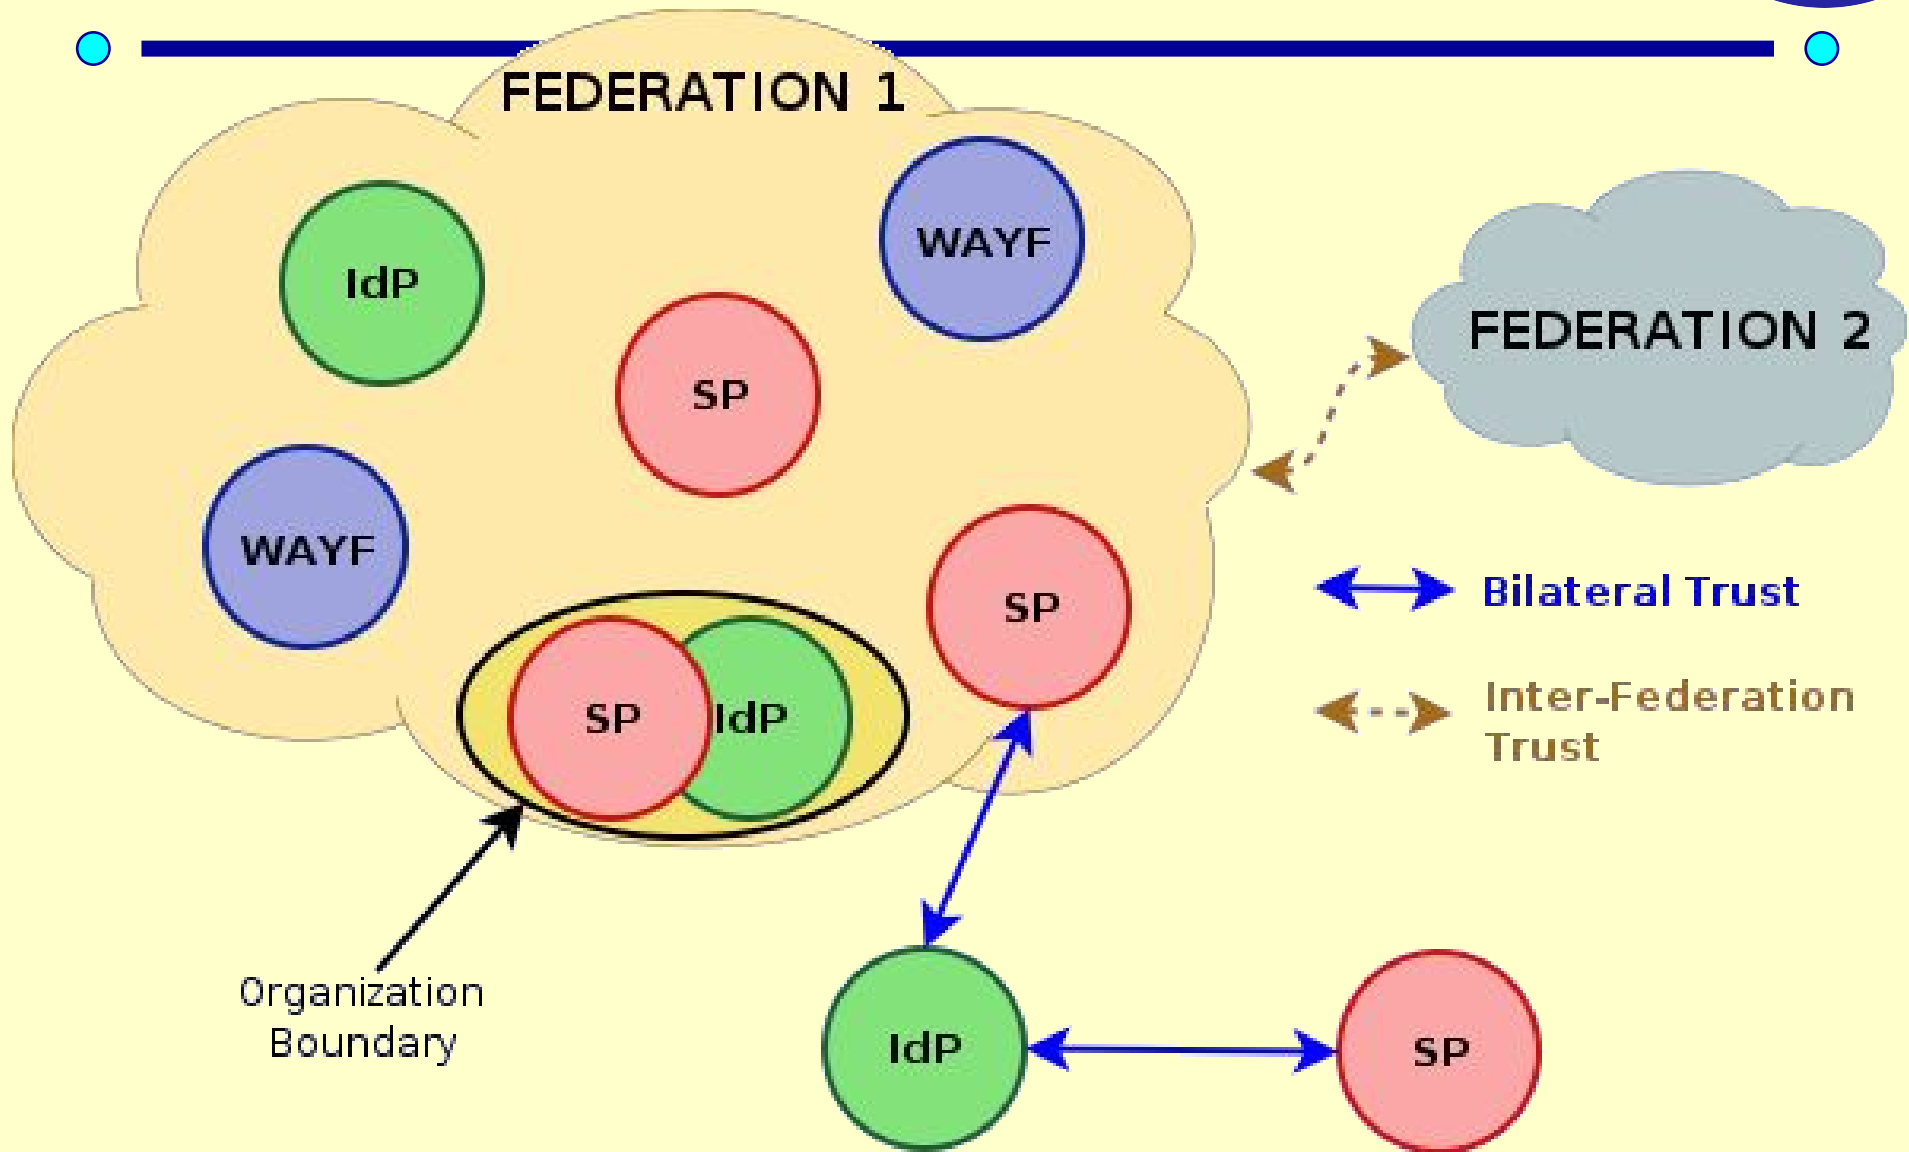 FEDERATION 1
WAYF
IdP
FEDERATION 2
SP
WAYF
SP
Bilateral Trust
SP
IdP
Inter-Federation
Trust
Organization
Boundary
IdP
SP